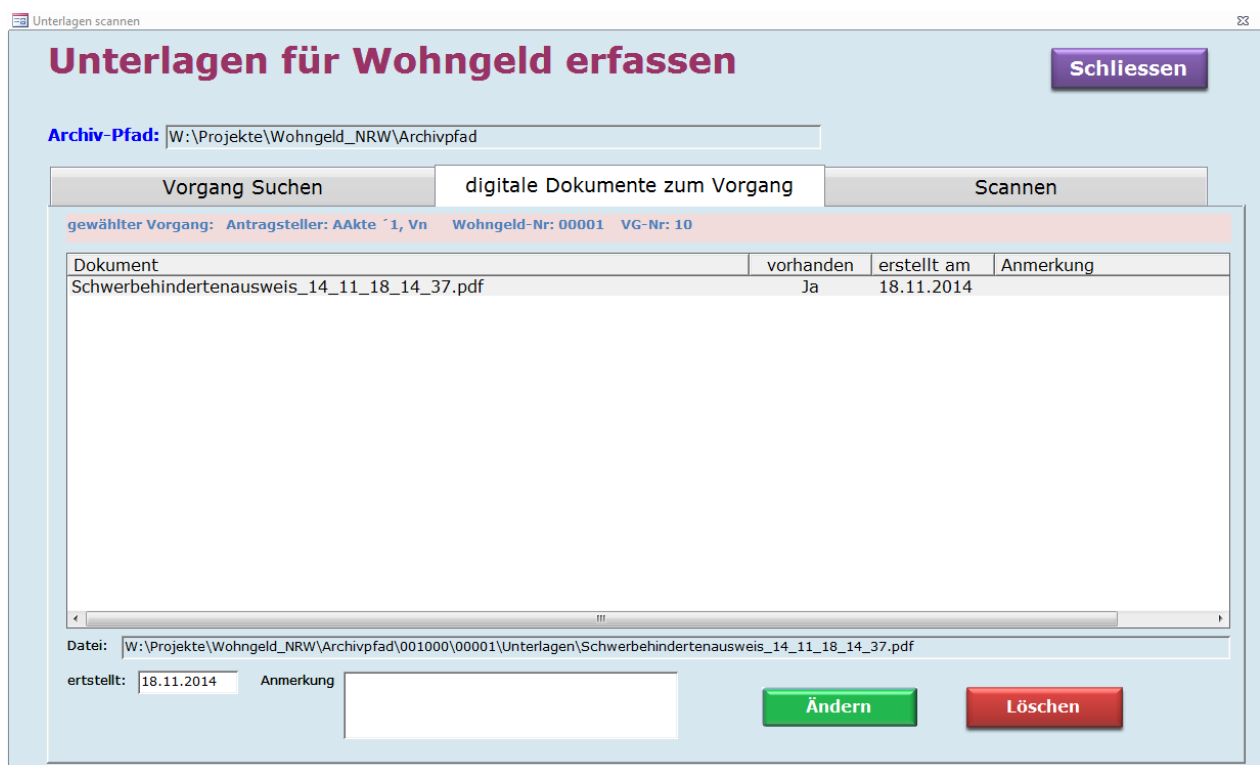 Unterlagen scannen
Unterlagen für Wohngeld erfassen
Schliessen
Archiv-Pfad: W:\Projekte\Wohngeld_NRW\Archivpfad
Vorgang Suchen digitale Dokumente zum Vorgang Scannen
gewählter Vorgang: Antragsteller: AAkte ´1, Vn Wohngeld-Nr: 00001 VG-Nr: 10
Dokument vorhanden erstellt am Anmerkung
Schwerbehindertenausweis_14_11_18_14_37.pdf Ja 18.11.2014
Datei: W:\Projekte\Wohngeld_NRW\Archivpfad\001000\00001\Unterlagen\Schwerbehindertenausweis_14_11_18_14_37.pdf
ertstellt: 18.11.2014 Anmerkung
Ändern Löschen